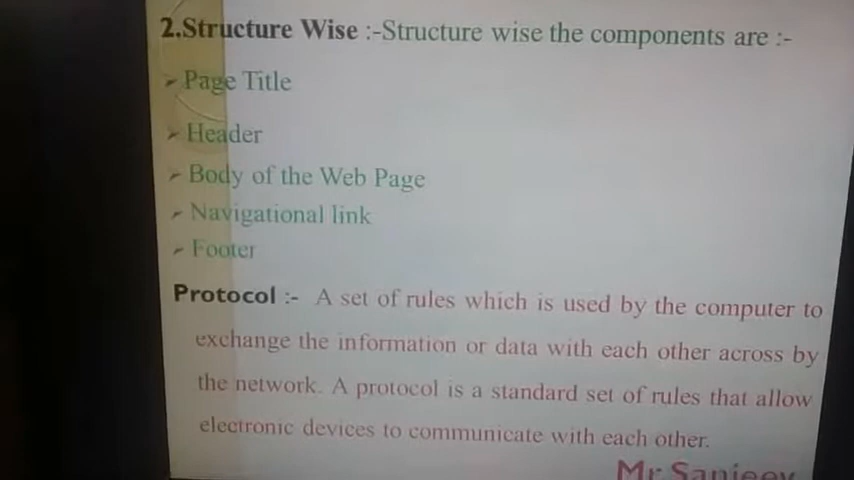 2.Structure Wise :-Structure wise the components are :-
➢ Page Title
➢ Header
➢ Body of the Web Page
➢ Navigational link
➢ Footer
Protocol :- A set of rules which is used by the computer to
exchange the information or data with each other across by
the network. A protocol is a standard set of rules that allow
electronic devices to communicate with each other.
Mr Sanjeev